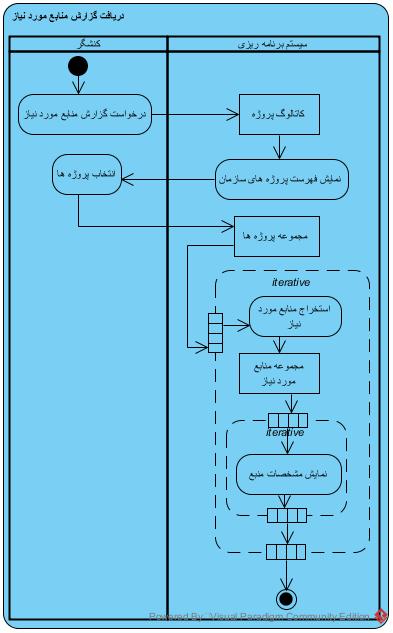 دریافت گزارش منابع مورد نیاز
کنشگر
سیستم برنامه ریزی
درخواست گزارش منابع مورد نیاز
کاتالوگ پروژه
نمایش فهرست پروژه های سازمان
انتخاب پروژه ها
مجموعه پروژه ها
iterative
استخراج منابع مورد
نیاز
مجموعه منابع
مورد نیاز
iterative
نمایش مشخصات منبع
Powered By Visual Paradigm Community Edition